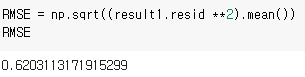 RMSE = np.sqrt((result1.resid **2).mean())
RMSE
0.6203113171915299